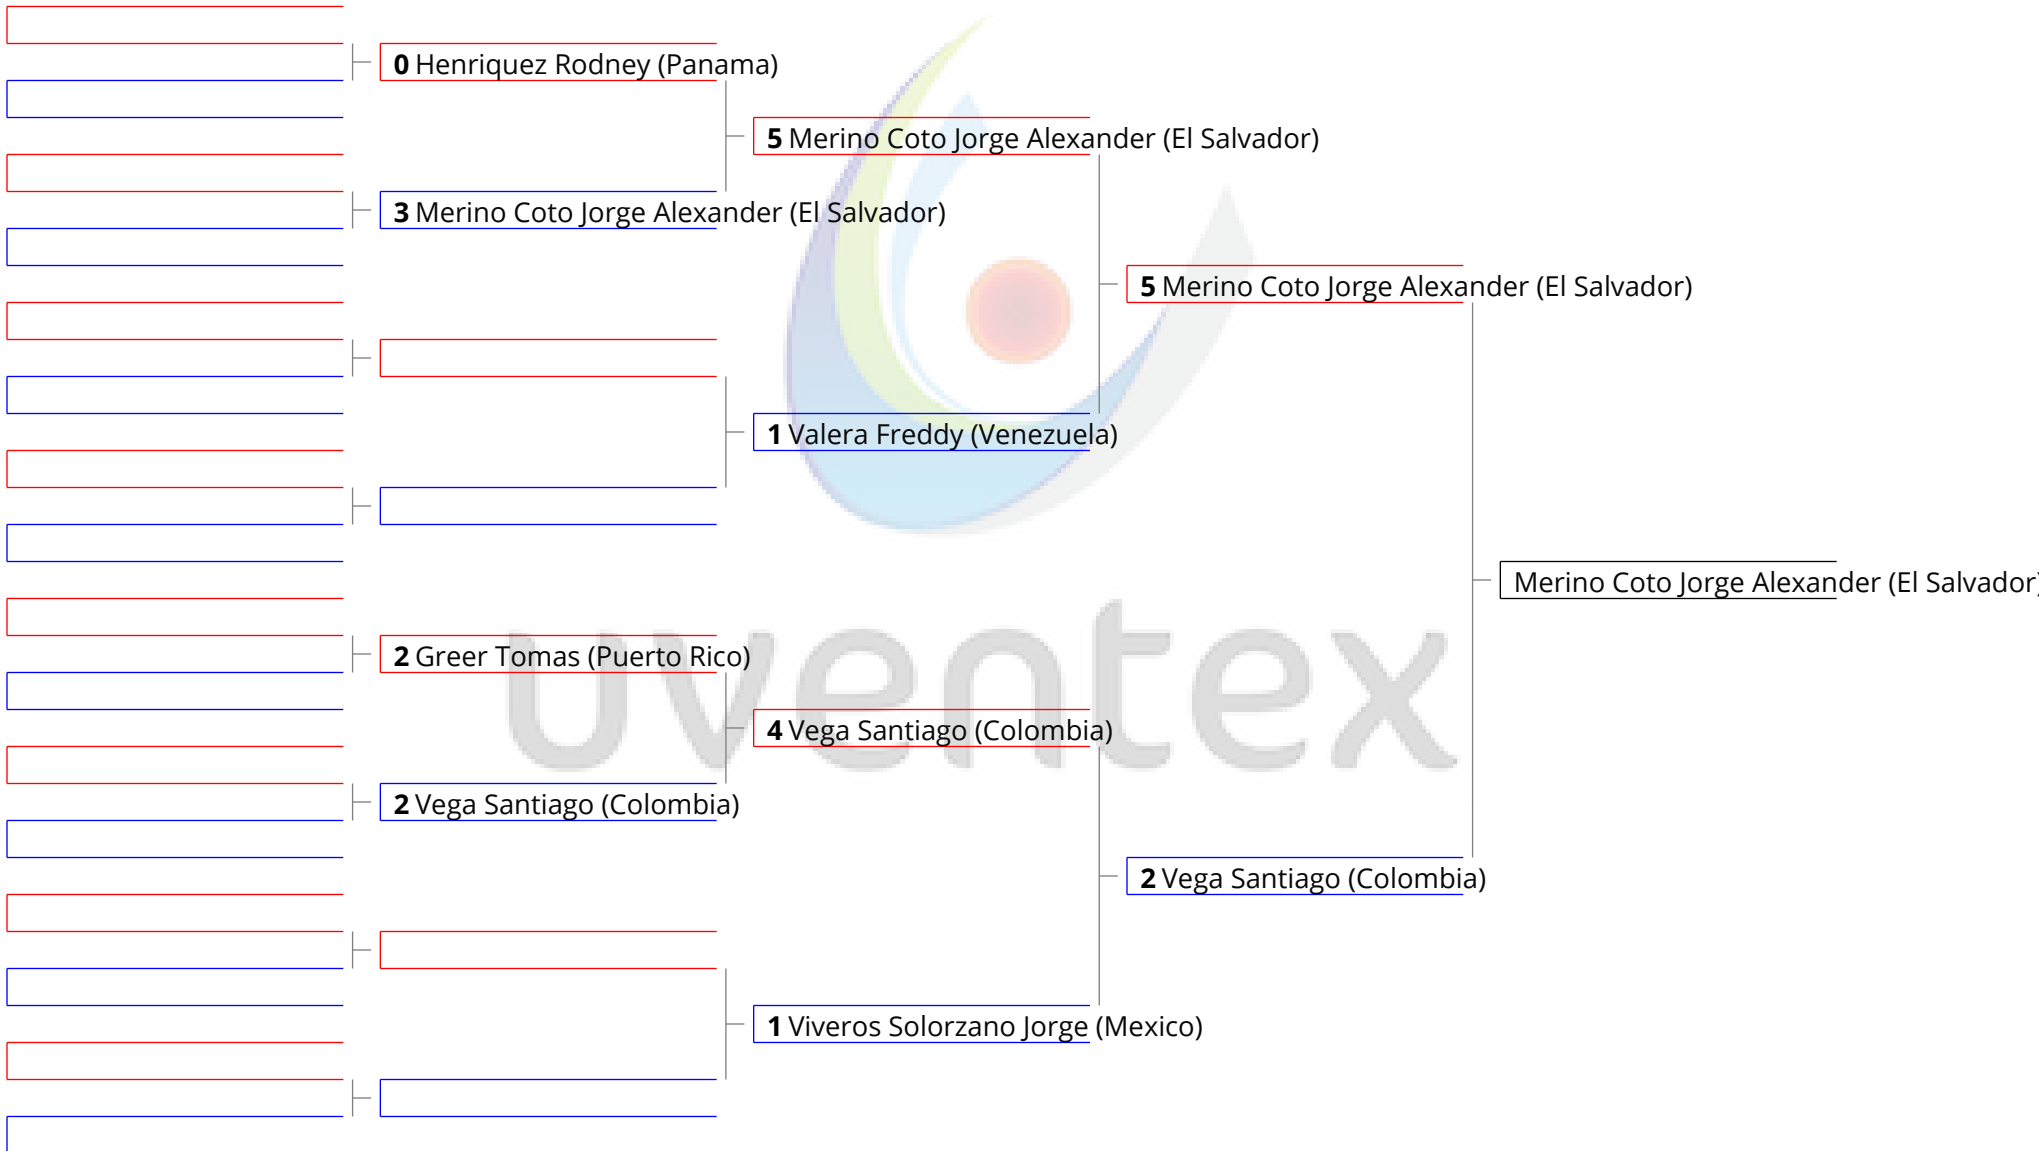 0 Henriquez Rodney (Panama)
5 Merino Coto Jorge Alexander (El Salvador)
3 Merino Coto Jorge Alexander (El Salvador)
5 Merino Coto Jorge Alexander (El Salvador)
1 Valera Freddy (Venezuela)
Merino Coto Jorge Alexander (El Salvador)
uventex
2 Greer Tomas (Puerto Rico)
4 Vega Santiago (Colombia)
2 Vega Santiago (Colombia)
2 Vega Santiago (Colombia)
1 Viveros Solorzano Jorge (Mexico)